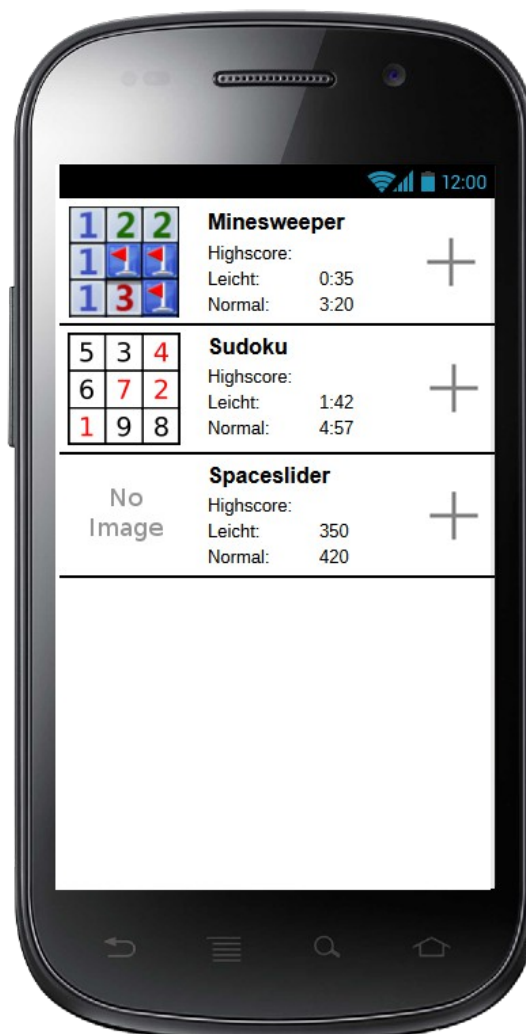 12:00
1 2 2
1
1 3
Minesweeper
Highscore:
Leicht: 0:35
Normal: 3:20
5 3 4
6 7 2
1 9 8
Sudoku
Highscore:
Leicht: 1:42
Normal: 4:57
No
Image
Spaceslider
Highscore:
Leicht: 350
Normal: 420